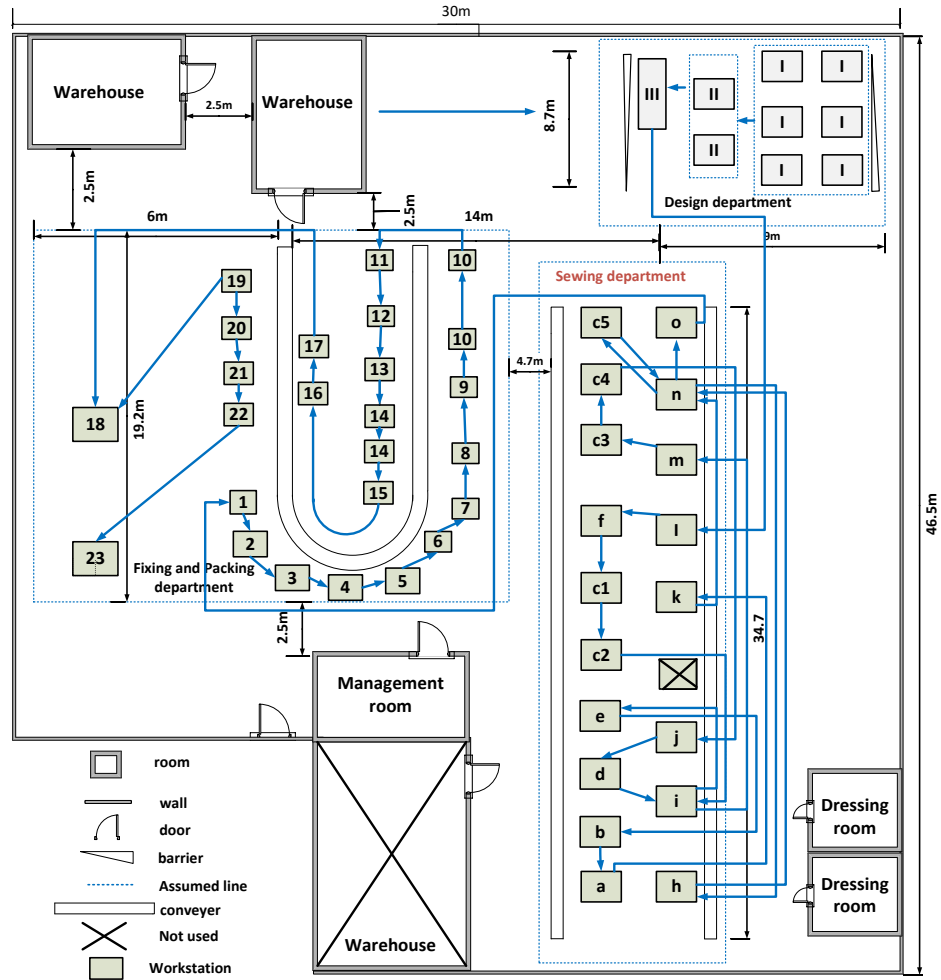 30m
Warehouse
Warehouse
2.5m
8.7m
III
II
II
I
I
I
I
I
I
Design department
2.5m
2.5m
6m
14m
9m
Sewing department
19
20
21
22
18
23
19.2m
17
16
11
12
13
14
14
15
10
10
9
8
7
6
5
4
3
2
1
Fixing and Packing
department
4.7m
2.5m
c5
o
c4
n
c3
m
f
l
c1
k
c2
e
j
d
i
b
a
h
34.7
46.5m
Management
room
Warehouse
Dressing
room
Dressing
room
room
wall
door
barrier
Assumed line
conveyer
Not used
Workstation